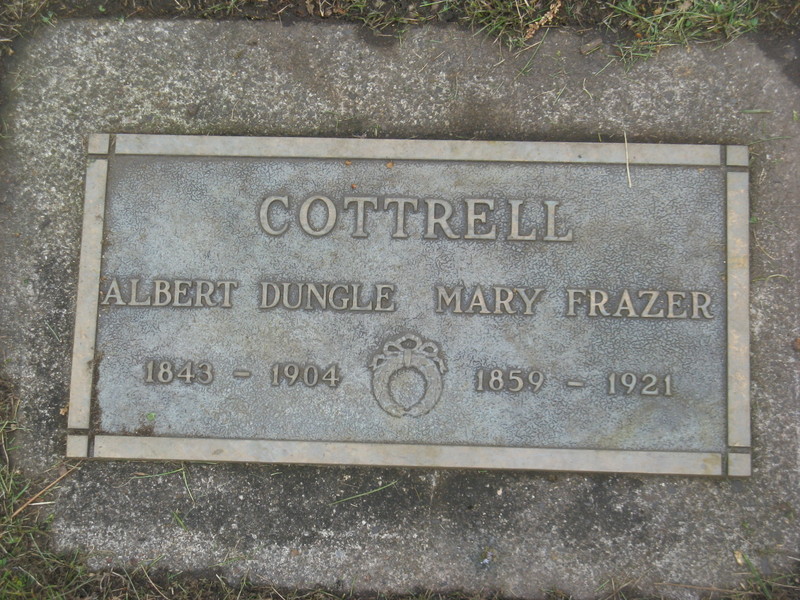 COTTRELL
ALBERT DUNGLE MARY FRAZER
1843 - 1904 1859 - 1921